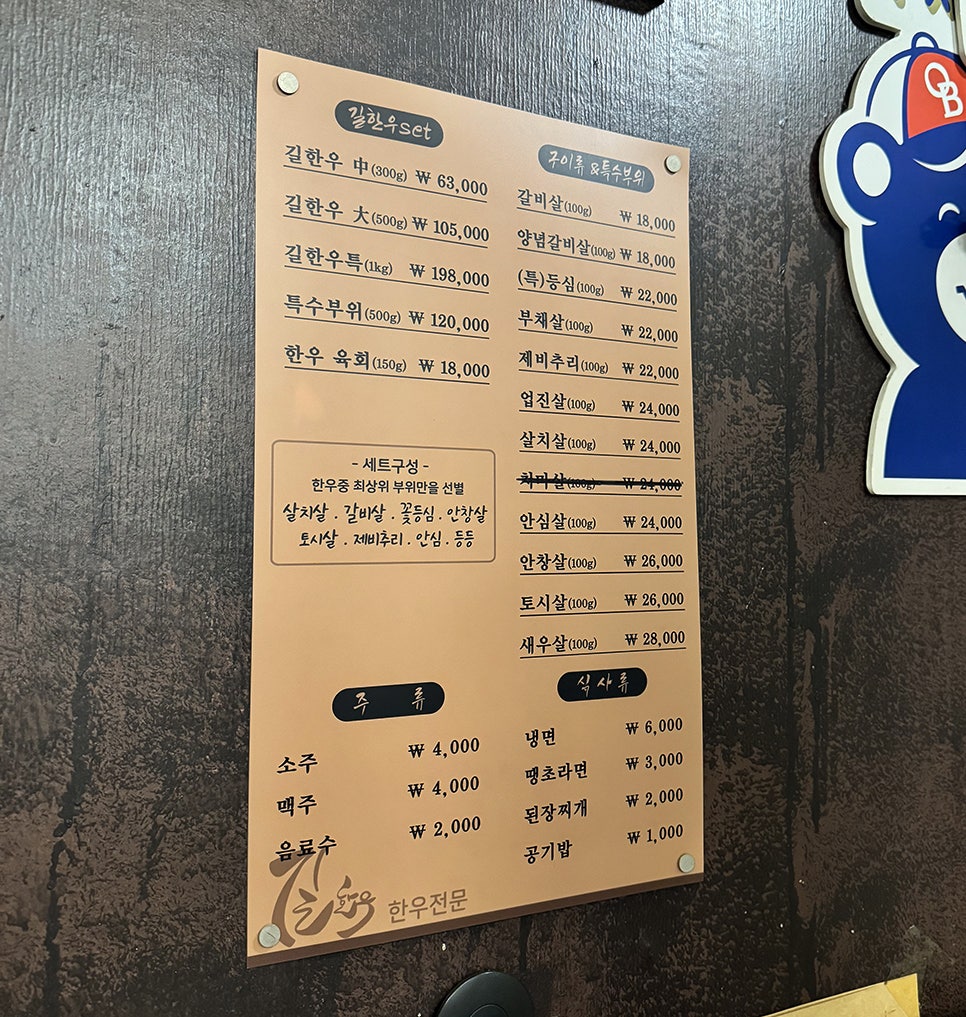 길한우set
길한우 中(300g) ₩ 63,000
길한우 大(500g) ₩ 105,000
길한우특(1kg) ₩ 198,000
특수부위(500g) ₩ 120,000
한우 육회(150g) ₩ 18,000
- 세트구성 -
한우중 최상위 부위만을 선별
살치살 . 갈비살 . 꽃등심 . 안창살
토시살 . 제비추리 . 안심 . 등등
구이류 &특수부위
갈비살(100g) ₩ 18,000
양념갈비살(100g) ₩ 18,000
(특)등심(100g) ₩ 22,000
부채살(100g) ₩ 22,000
제비추리(100g) ₩ 22,000
업진살(100g) ₩ 24,000
살치살(100g) ₩ 24,000
치마살(100g) ₩ 24,000
안심살(100g) ₩ 24,000
안창살(100g) ₩ 26,000
토시살(100g) ₩ 26,000
새우살(100g) ₩ 28,000
주 류
소주 ₩ 4,000
맥주 ₩ 4,000
음료수 ₩ 2,000
식사류
냉면 ₩ 6,000
땡초라면 ₩ 3,000
된장찌개 ₩ 2,000
공기밥 ₩ 1,000
길한우 한우전문
OB